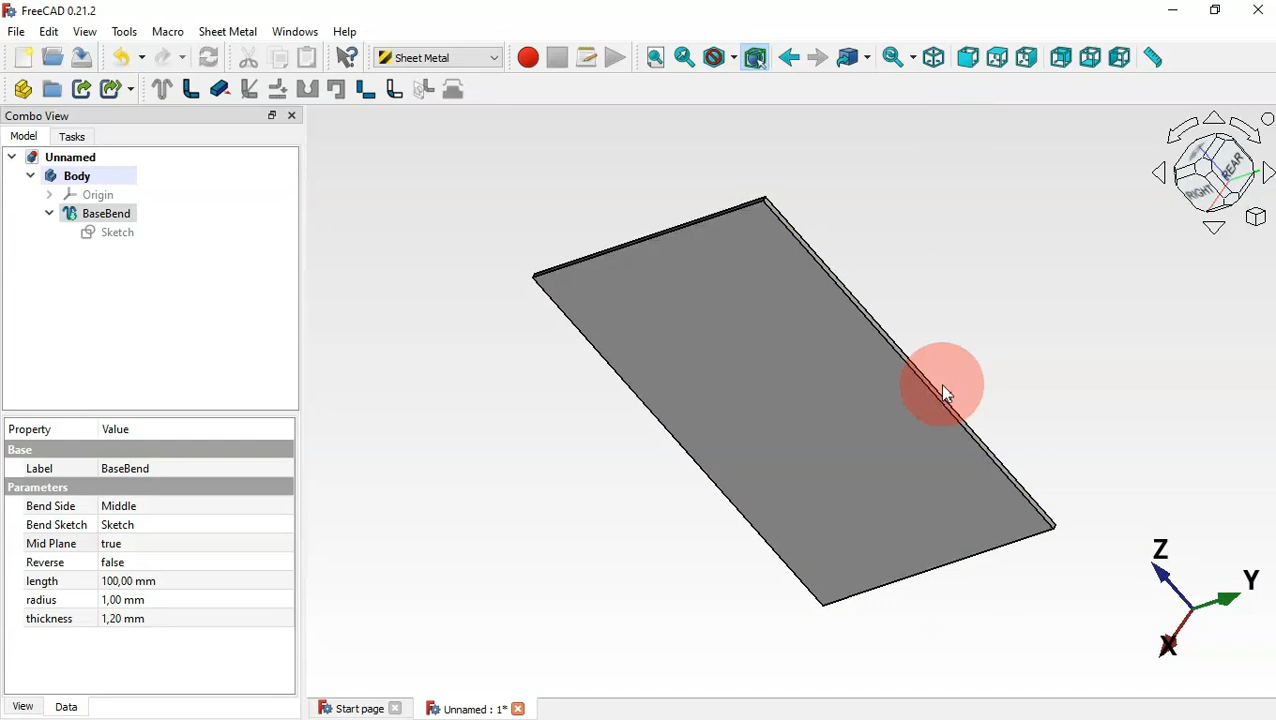 FreeCAD 0.21.2
File Edit View Tools Macro Sheet Metal Windows Help
Sheet Metal
Combo View
Model Tasks
Unnamed
Body
Origin
BaseBend
Sketch
Property Value
Base
Label BaseBend
Parameters
Bend Side Middle
Bend Sketch Sketch
Mid Plane true
Reverse false
length 100,00 mm
radius 1,00 mm
thickness 1,20 mm
View Data
REAR
RIGHT
Z
Y
X
Start page
Unnamed : 1*